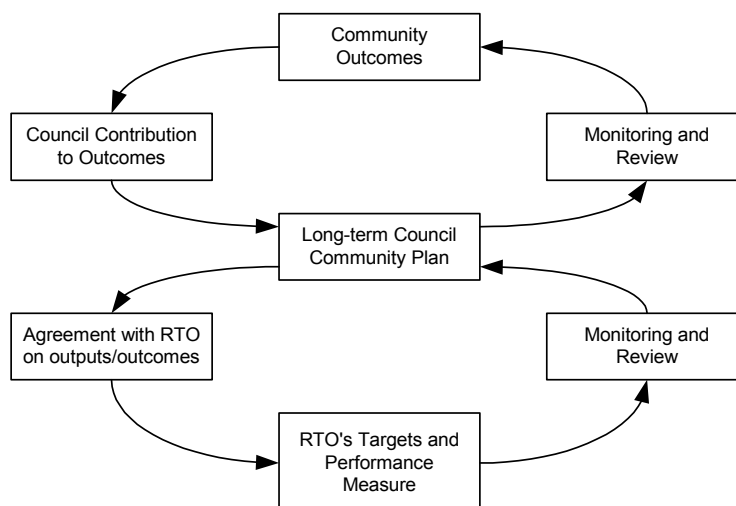 Community
Outcomes
Council Contribution
to Outcomes
Monitoring and
Review
Long-term Council
Community Plan
Agreement with RTO
on outputs/outcomes
Monitoring and
Review
RTO's Targets and
Performance
Measure